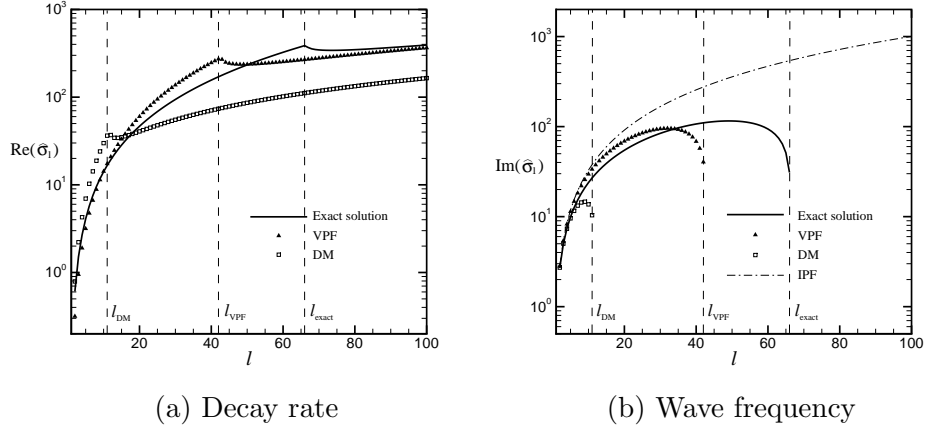 10³
10²
10¹
10⁰
Re(σ̂₁)
Exact solution
VPF
DM
l_DM
l_VPF
l_exact
20 40 60 80 100
l
(a) Decay rate
10³
10²
10¹
10⁰
Im(σ̂₁)
Exact solution
VPF
DM
IPF
l_DM
l_VPF
l_exact
20 40 60 80 100
l
(b) Wave frequency